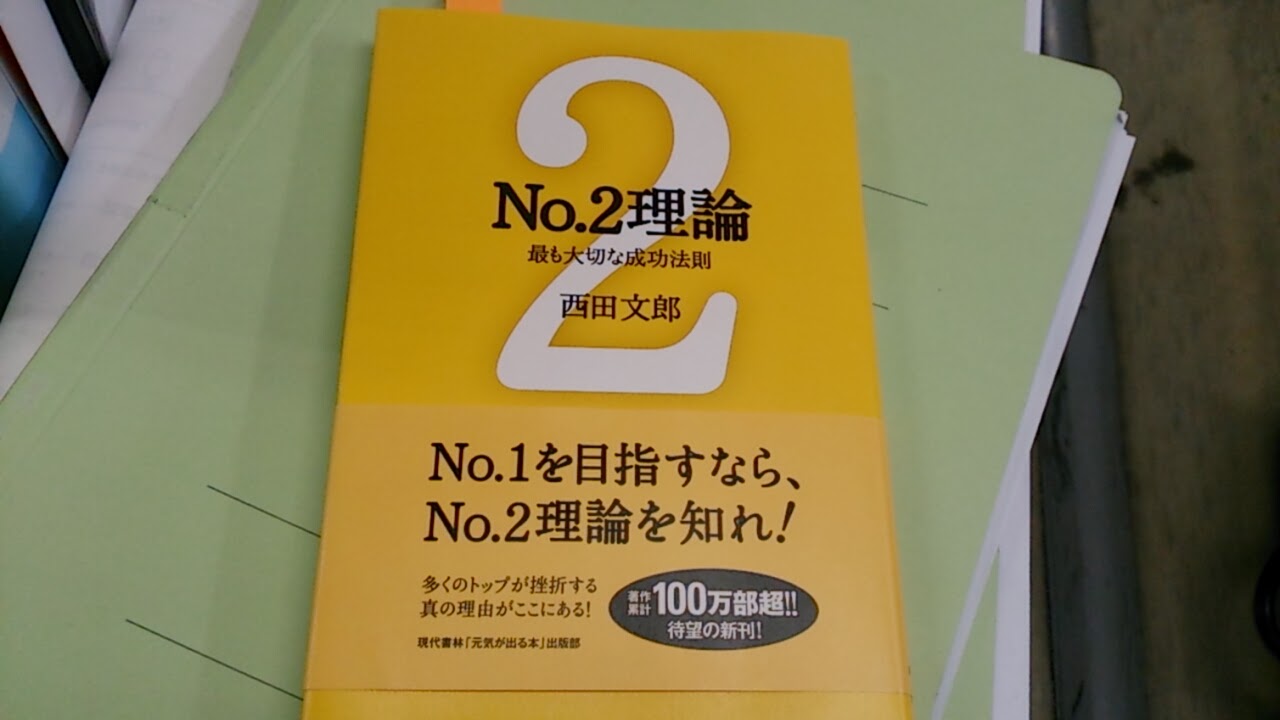 2
No.2理論
最も大切な成功法則
西田文郎
No.1を目指すなら、
No.2理論を知れ!
多くのトップが挫折する
真の理由がここにある!
現代書林「元気が出る本」出版部
著作
累計
100万部超!!
待望の新刊!